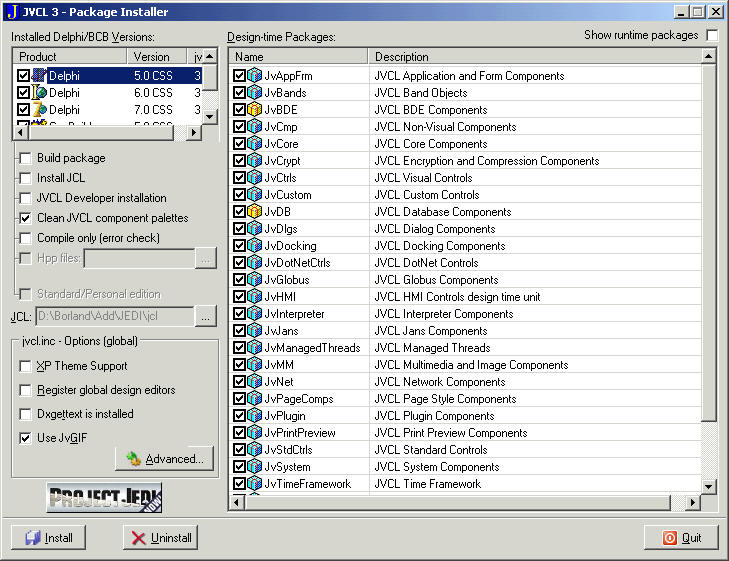 JVCL 3 - Package Installer
Installed Delphi/BCB Versions:
Product Version jv
Delphi 5.0 CSS 3
Delphi 6.0 CSS 3
Delphi 7.0 CSS 3
Build package
Install JCL
JVCL Developer installation
Clean JVCL component palettes
Compile only (error check)
Hpp files: ...
Standard/Personal edition
JCL: D:\Borland\Add\JEDI\jcl ...
jvcl.inc - Options (global)
XP Theme Support
Register global design editors
Dxgettext is installed
Use JvGIF
Advanced...
PROJECT JEDI
Design-time Packages:
Show runtime packages
Name Description
JvAppFrm JVCL Application and Form Components
JvBands JVCL Band Objects
JvBDE JVCL BDE Components
JvCmp JVCL Non-Visual Components
JvCore JVCL Core Components
JvCrypt JVCL Encryption and Compression Components
JvCtrls JVCL Visual Controls
JvCustom JVCL Custom Controls
JvDB JVCL Database Components
JvDlgs JVCL Dialog Components
JvDocking JVCL Docking Components
JvDotNetCtrls JVCL DotNet Controls
JvGlobus JVCL Globus Components
JvHMI JVCL HMI Controls design time unit
JvInterpreter JVCL Interpreter Components
JvJans JVCL Jans Components
JvManagedThreads JVCL Managed Threads
JvMM JVCL Multimedia and Image Components
JvNet JVCL Network Components
JvPageComps JVCL Page Style Components
JvPlugin JVCL Plugin Components
JvPrintPreview JVCL Print Preview Components
JvStdCtrls JVCL Standard Controls
JvSystem JVCL System Components
JvTimeFramework JVCL Time Framework
Install
Uninstall
Quit